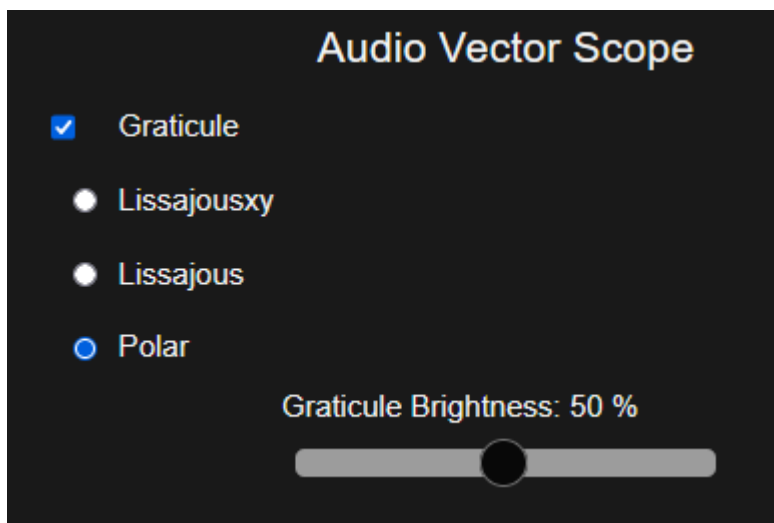 Audio Vector Scope
Graticule
Lissajousxy
Lissajous
Polar
Graticule Brightness: 50 %